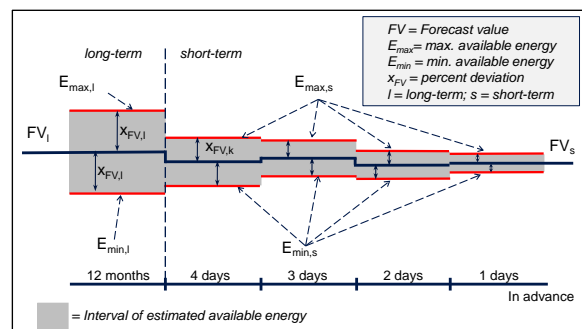 long-term
short-term
FV = Forecast value
Emax= max. available energy
Emin = min. available energy
xFV = percent deviation
l = long-term; s = short-term
Emax,l
Emax,s
FVl
xFV,l
xFV,k
FVs
xFV,l
Emin,l
Emin,s
12 months
4 days
3 days
2 days
1 days
In advance
= Interval of estimated available energy